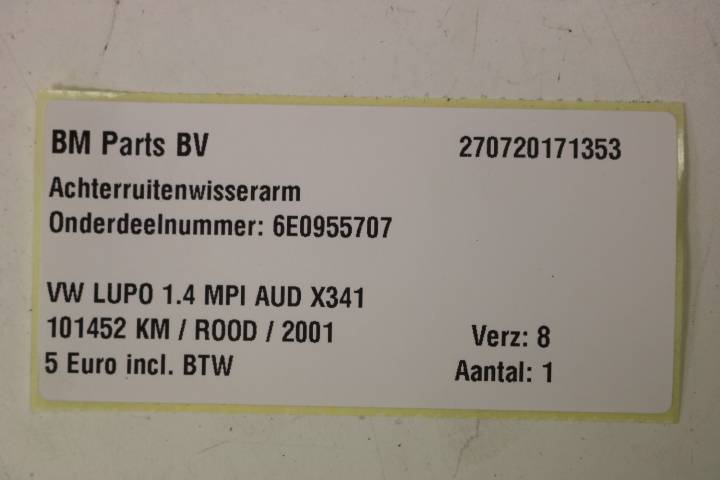 BM Parts BV 270720171353
Achterruitenwisserarm
Onderdeelnummer: 6E0955707
VW LUPO 1.4 MPI AUD X341
101452 KM / ROOD / 2001 Verz: 8
5 Euro incl. BTW Aantal: 1